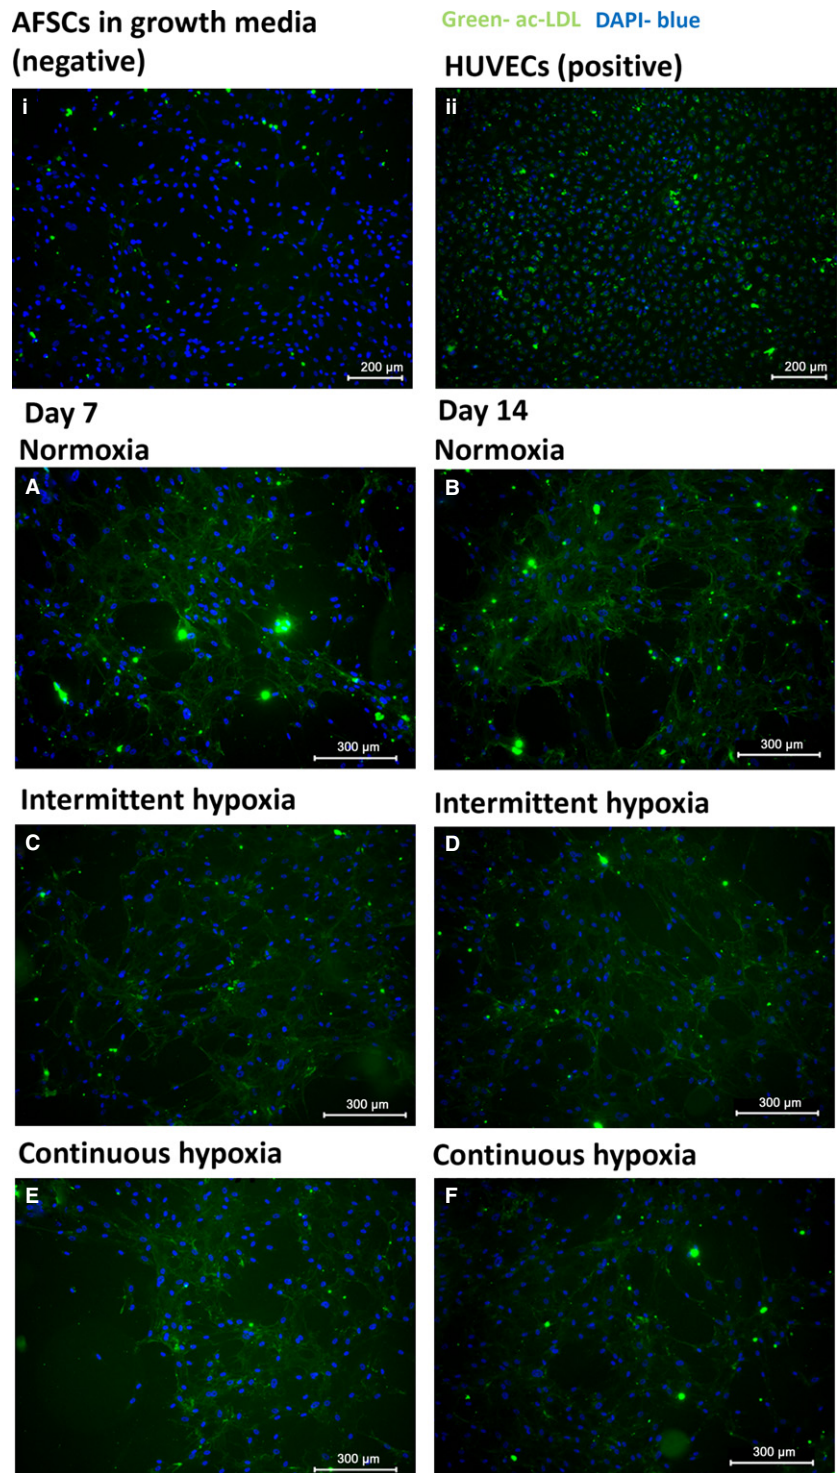 AFSCs in growth media
(negative)
Green- ac-LDL DAPI- blue
HUVECs (positive)
i
200 µm
ii
200 µm
Day 7
Normoxia
Day 14
Normoxia
A
300 µm
B
300 µm
Intermittent hypoxia
Intermittent hypoxia
C
300 µm
D
300 µm
Continuous hypoxia
Continuous hypoxia
E
300 µm
F
300 µm